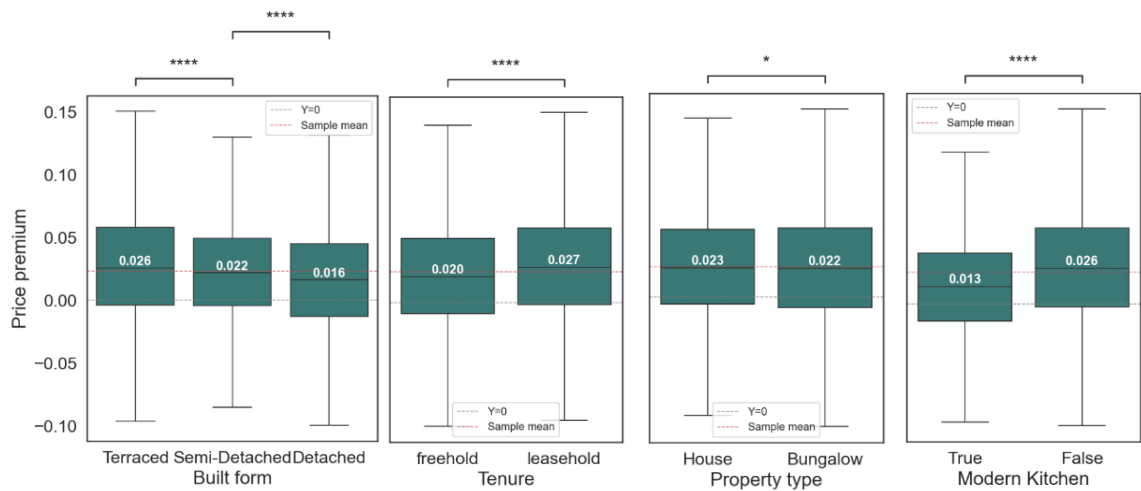 ****
****
****
*
****
Price premium
0.15
0.10
0.05
0.00
−0.05
−0.10
Y=0
Sample mean
0.026
0.022
0.016
Terraced Semi-Detached Detached
Built form
0.020
0.027
Y=0
Sample mean
freehold leasehold
Tenure
0.023
0.022
Y=0
Sample mean
House Bungalow
Property type
Y=0
Sample mean
0.013
0.026
True False
Modern Kitchen